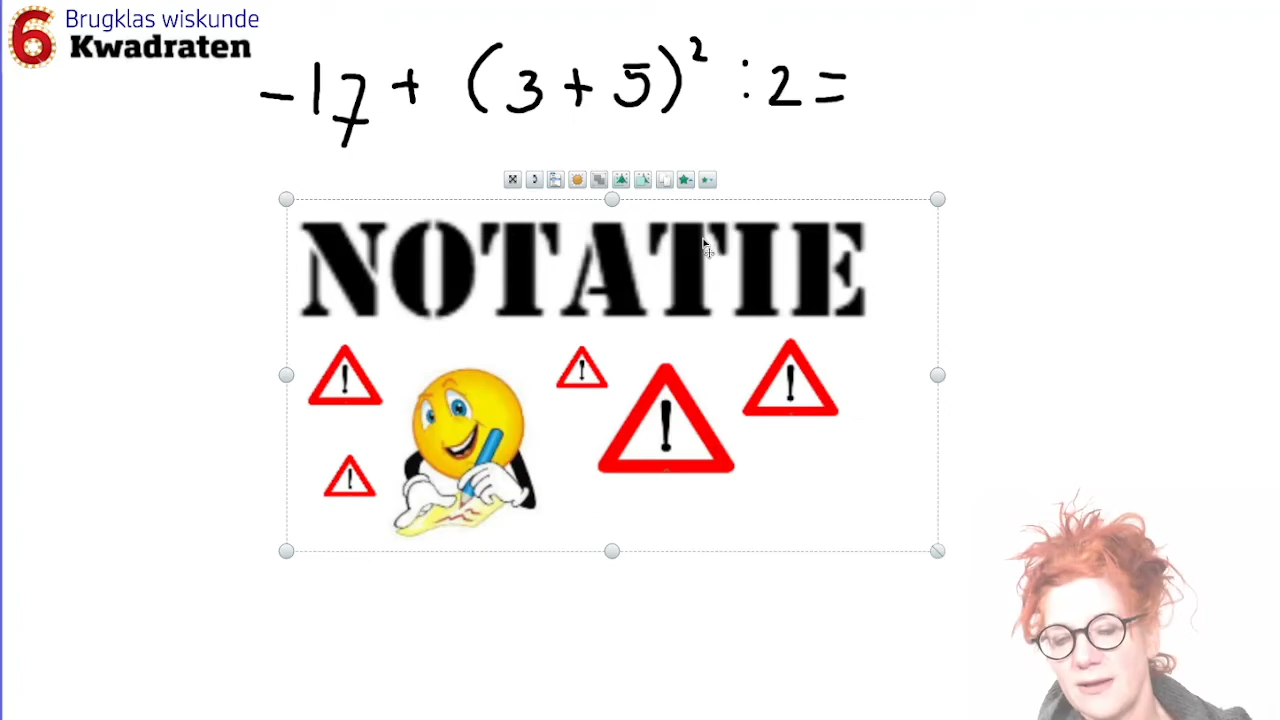 6 Brugklas wiskunde
Kwadraten
-17 + (3 + 5)² : 2 =
NOTATIE
! ! ! !
!